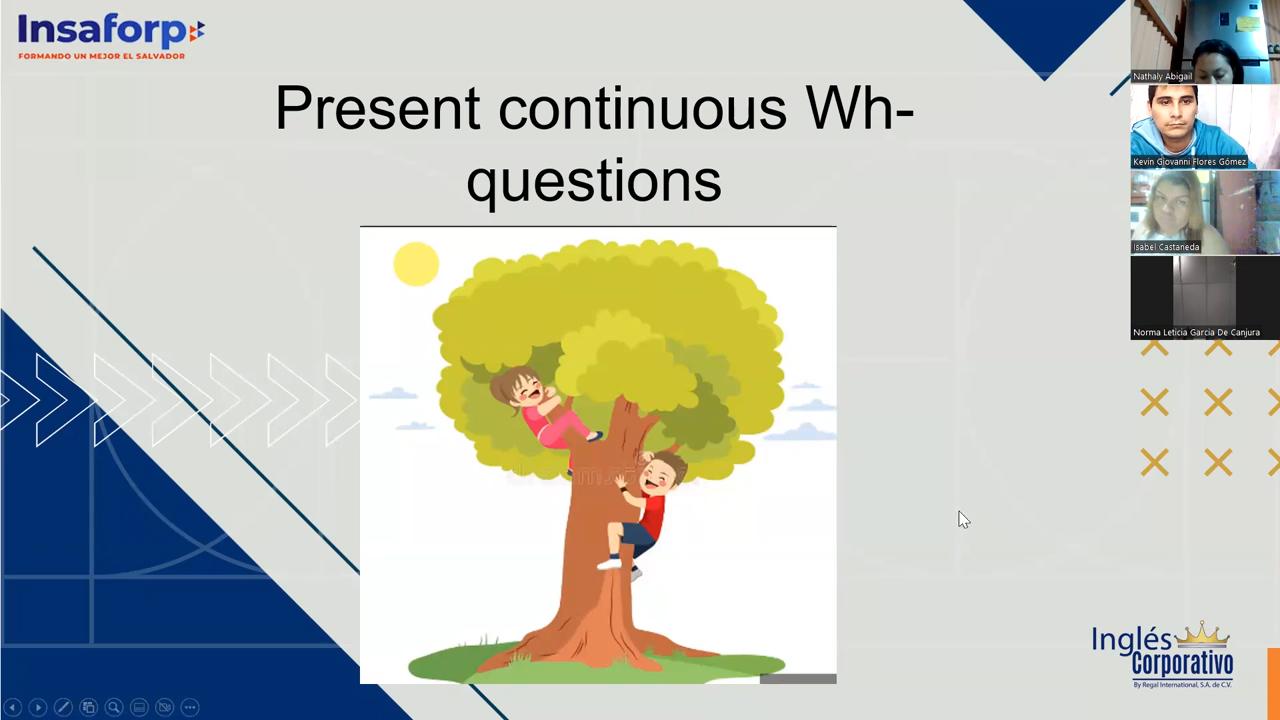 Insaforp
FORMANDO UN MEJOR EL SALVADOR
Present continuous Wh-
questions
Nathaly Abigail
Kevin Giovanni Flores Gómez
Isabel Castaneda
Norma Leticia Garcia De Canjura
Inglés
Corporativo
By Regal International, S.A. de C.V.